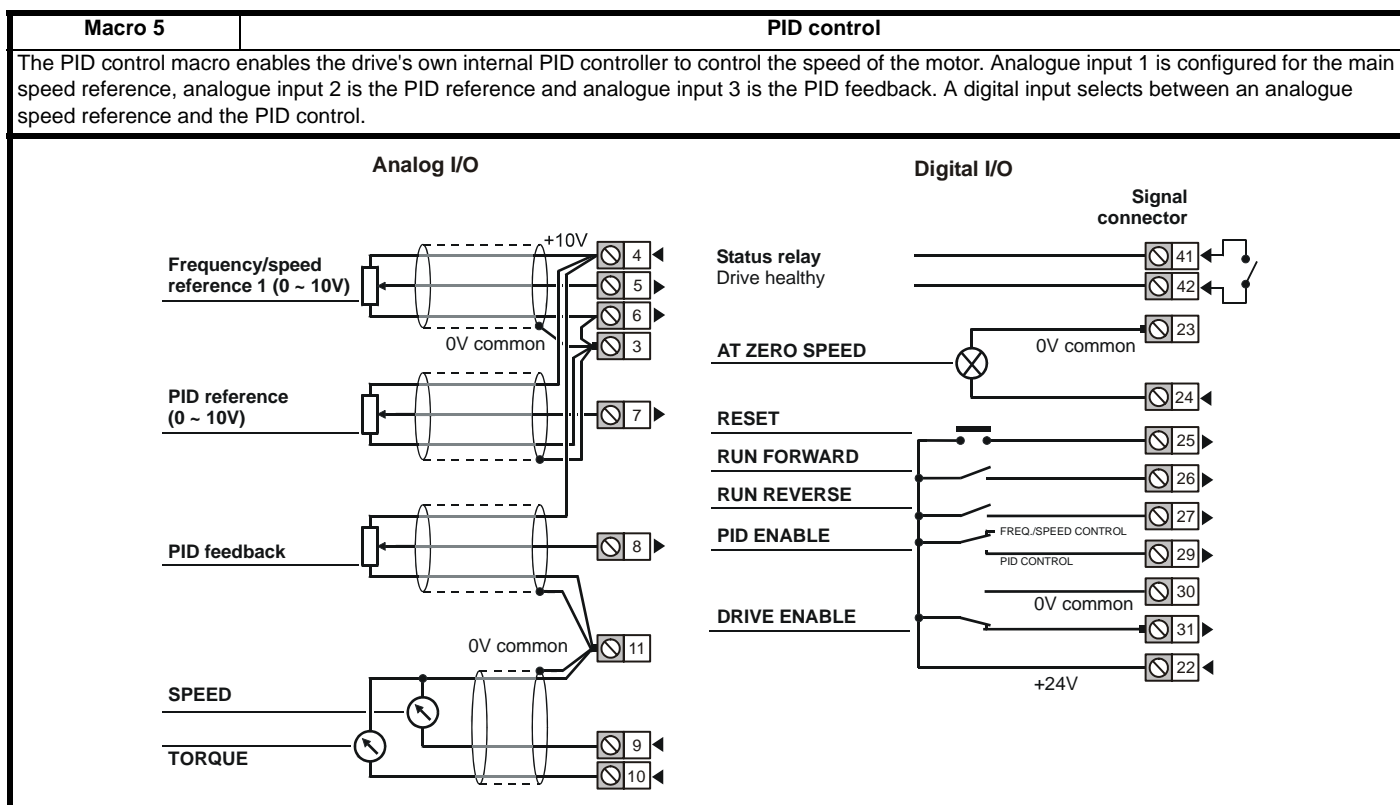 Macro 5
PID control
The PID control macro enables the drive's own internal PID controller to control the speed of the motor. Analogue input 1 is configured for the main
speed reference, analogue input 2 is the PID reference and analogue input 3 is the PID feedback. A digital input selects between an analogue
speed reference and the PID control.
Analog I/O
+10V
Frequency/speed
reference 1 (0 ~ 10V)
4
5
6
0V common
3
PID reference
(0 ~ 10V)
7
PID feedback
8
0V common
11
SPEED
9
TORQUE
10
Digital I/O
Signal
connector
Status relay
Drive healthy
41
42
23
0V common
AT ZERO SPEED
24
RESET
25
RUN FORWARD
26
RUN REVERSE
27
PID ENABLE
FREQ./SPEED CONTROL
29
PID CONTROL
30
0V common
DRIVE ENABLE
31
22
+24V